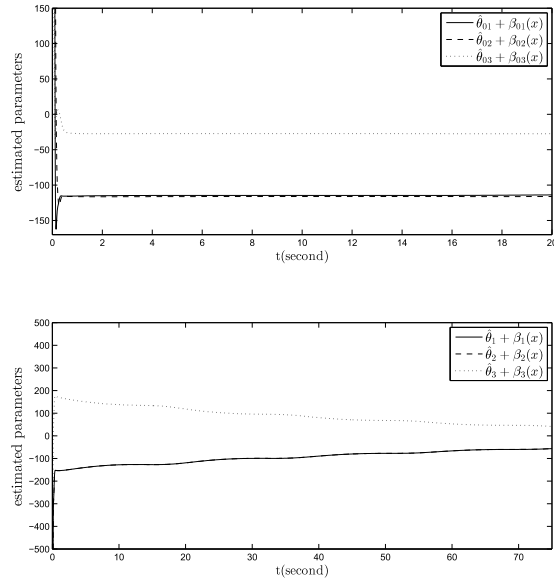 150
100
50
0
−50
−100
−150
0 2 4 6 8 10 12 14 16 18 20
estimated parameters
t(second)
θ̂₀₁ + β₀₁(x)
θ̂₀₂ + β₀₂(x)
θ̂₀₃ + β₀₃(x)
500
400
300
200
100
0
−100
−200
−300
−400
−500
0 10 20 30 40 50 60 70
estimated parameters
t(second)
θ̂₁ + β₁(x)
θ̂₂ + β₂(x)
θ̂₃ + β₃(x)